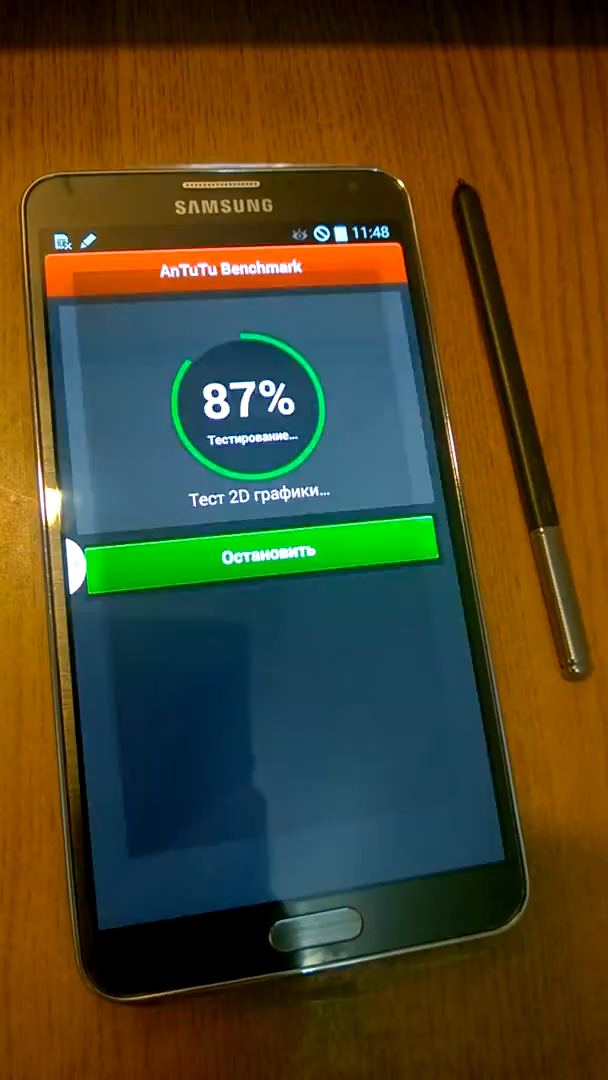 SAMSUNG
11:48
AnTuTu Benchmark
87%
Тестирование...
Тест 2D графики...
Остановить